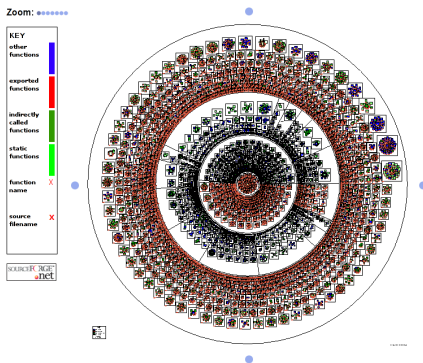 Zoom:
KEY
other
functions
exported
functions
indirectly
called
functions
static
functions
function
name
X
source
filename
X
SOURCEFORGE
.net